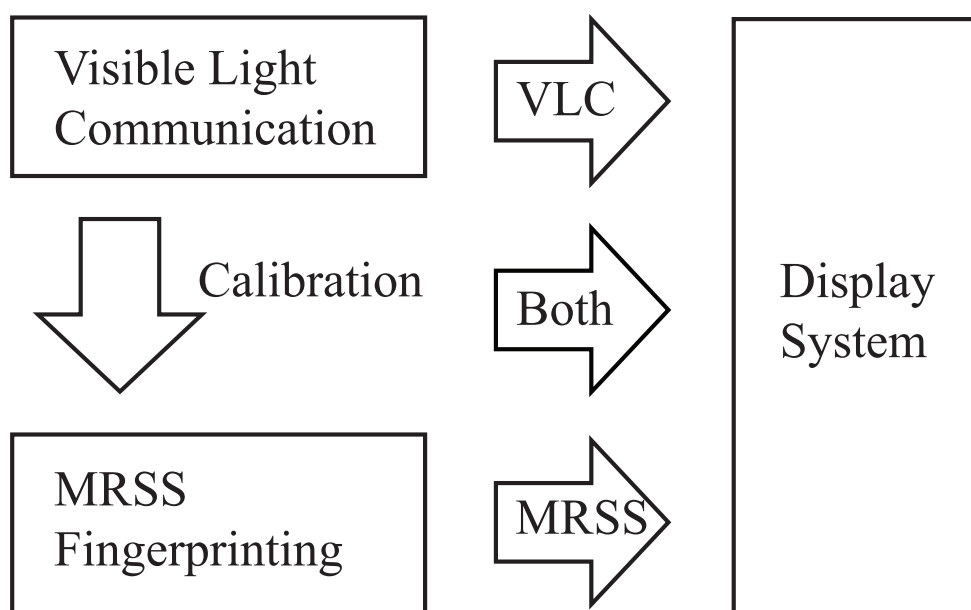 Visible Light
Communication
VLC
Calibration
Both
Display
System
MRSS
Fingerprinting
MRSS